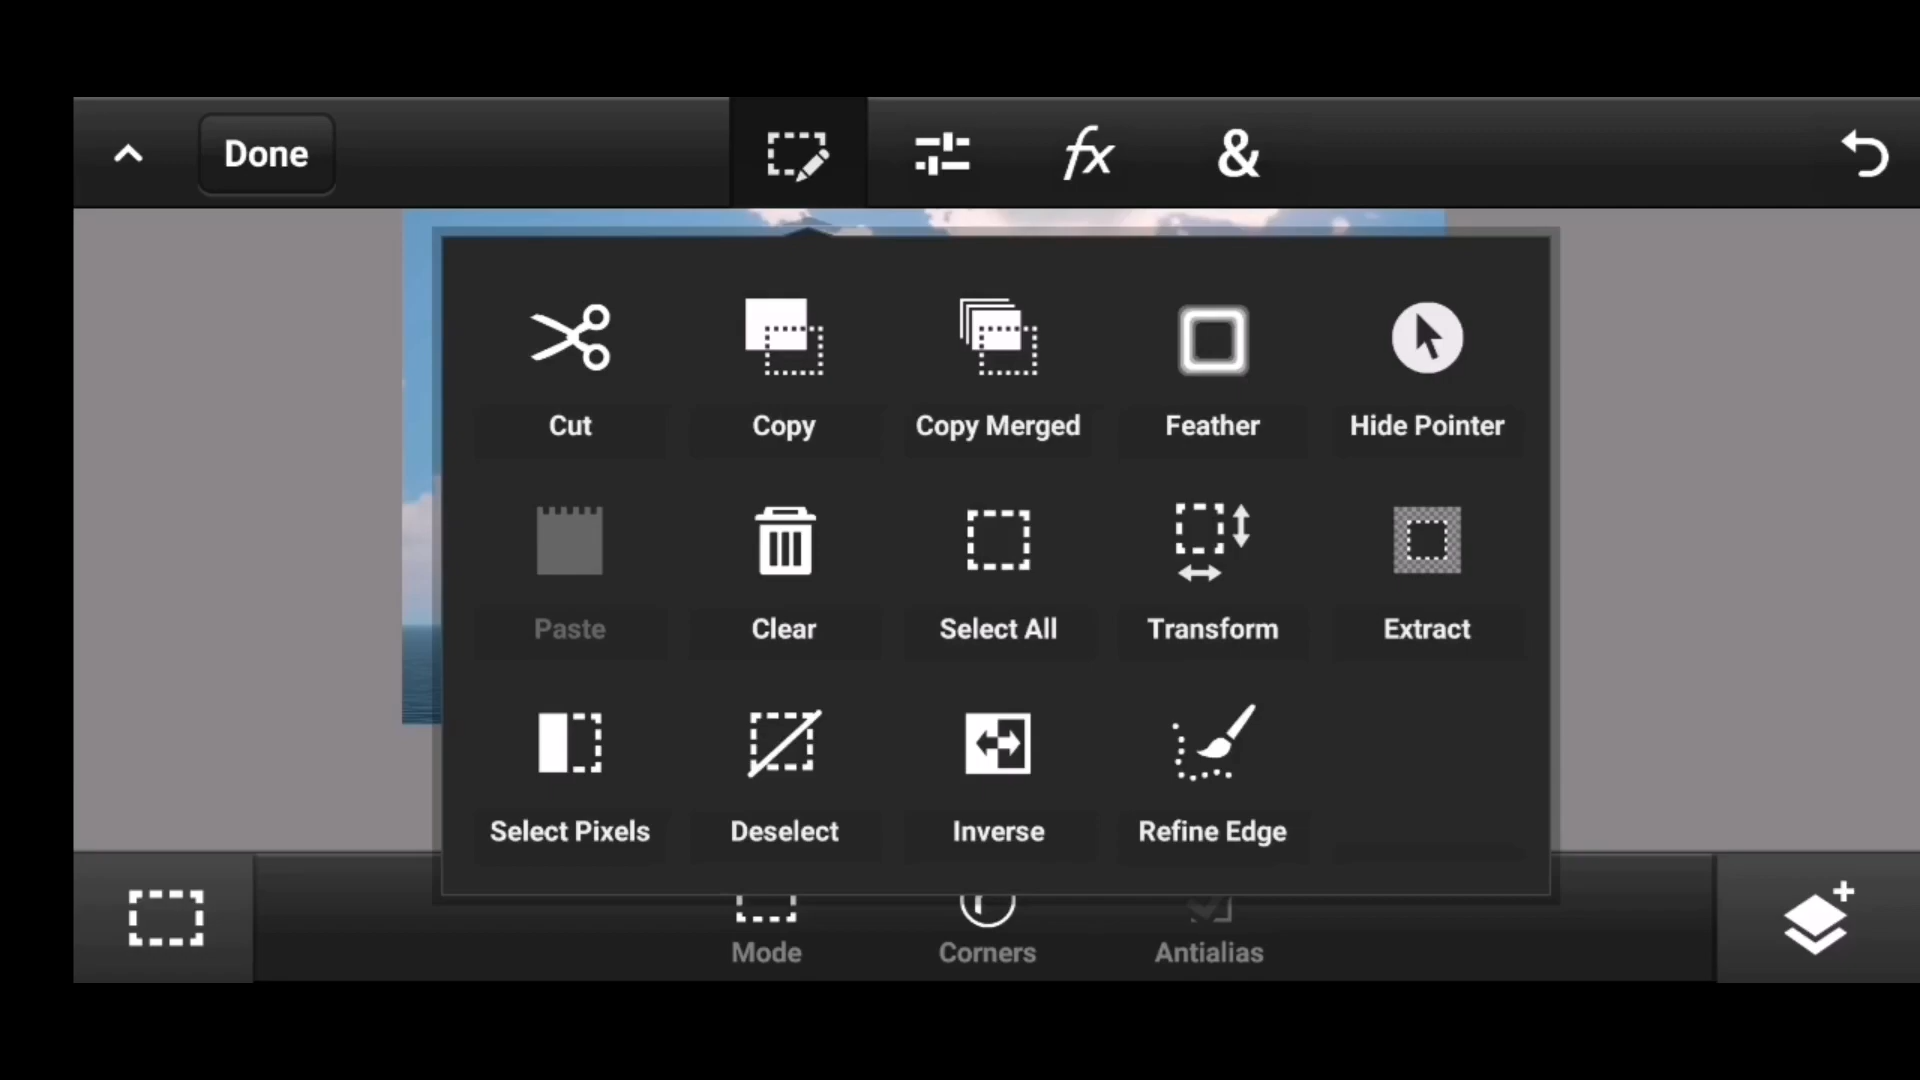 Done
fx
&
Cut
Copy
Copy Merged
Feather
Hide Pointer
Paste
Clear
Select All
Transform
Extract
Select Pixels
Deselect
Inverse
Refine Edge
Mode
Corners
Antialias